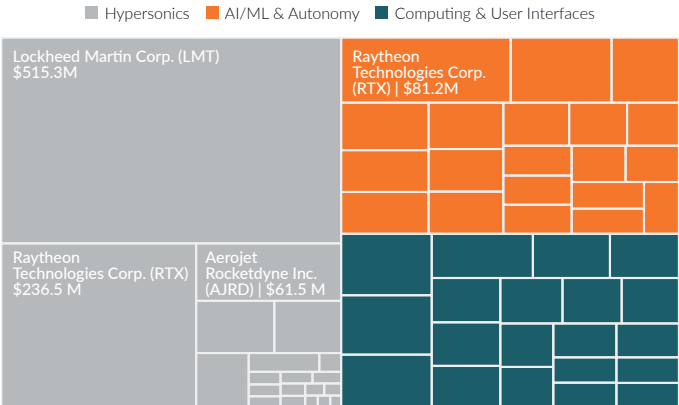 Hypersonics AI/ML & Autonomy Computing & User Interfaces
Lockheed Martin Corp. (LMT)
$515.3M
Raytheon
Technologies Corp.
(RTX) | $81.2M
Raytheon
Technologies Corp. (RTX)
$236.5 M
Aerojet
Rocketdyne Inc.
(AJRD) | $61.5 M